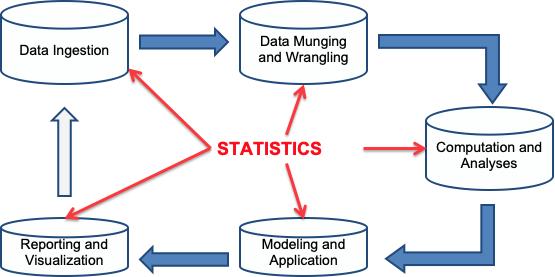 Data Ingestion
Data Munging
and Wrangling
STATISTICS
Computation and
Analyses
Reporting and
Visualization
Modeling and
Application